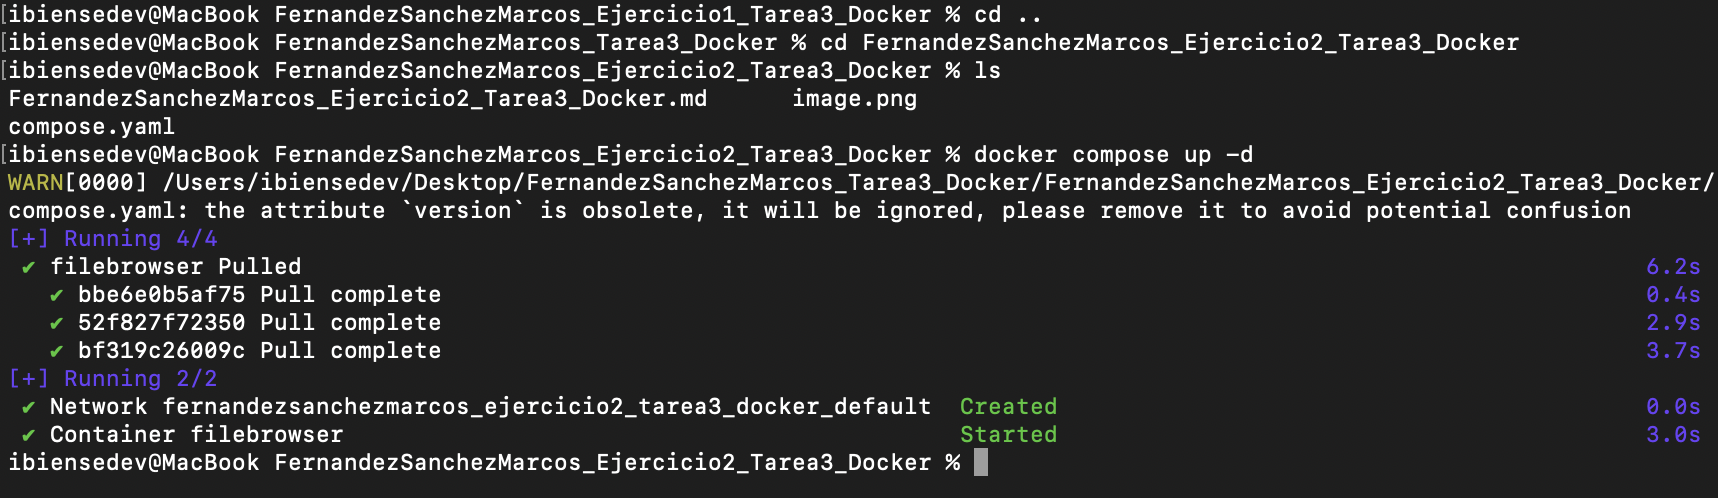 ibiensedev@MacBook FernandezSanchezMarcos_Ejercicio1_Tarea3_Docker % cd ..
[ibiensedev@MacBook FernandezSanchezMarcos_Tarea3_Docker % cd FernandezSanchezMarcos_Ejercicio2_Tarea3_Docker
[ibiensedev@MacBook FernandezSanchezMarcos_Ejercicio2_Tarea3_Docker % ls
FernandezSanchezMarcos_Ejercicio2_Tarea3_Docker.md      image.png
compose.yaml
[ibiensedev@MacBook FernandezSanchezMarcos_Ejercicio2_Tarea3_Docker % docker compose up -d
WARN[0000] /Users/ibiensedev/Desktop/FernandezSanchezMarcos_Tarea3_Docker/FernandezSanchezMarcos_Ejercicio2_Tarea3_Docker/
compose.yaml: the attribute `version` is obsolete, it will be ignored, please remove it to avoid potential confusion
[+] Running 4/4
 ✔ filebrowser Pulled 6.2s
   ✔ bbe6e0b5af75 Pull complete 0.4s
   ✔ 52f827f72350 Pull complete 2.9s
   ✔ bf319c26009c Pull complete 3.7s
[+] Running 2/2
 ✔ Network fernandezsanchezmarcos_ejercicio2_tarea3_docker_default  Created 0.0s
 ✔ Container filebrowser  Started 3.0s
ibiensedev@MacBook FernandezSanchezMarcos_Ejercicio2_Tarea3_Docker %